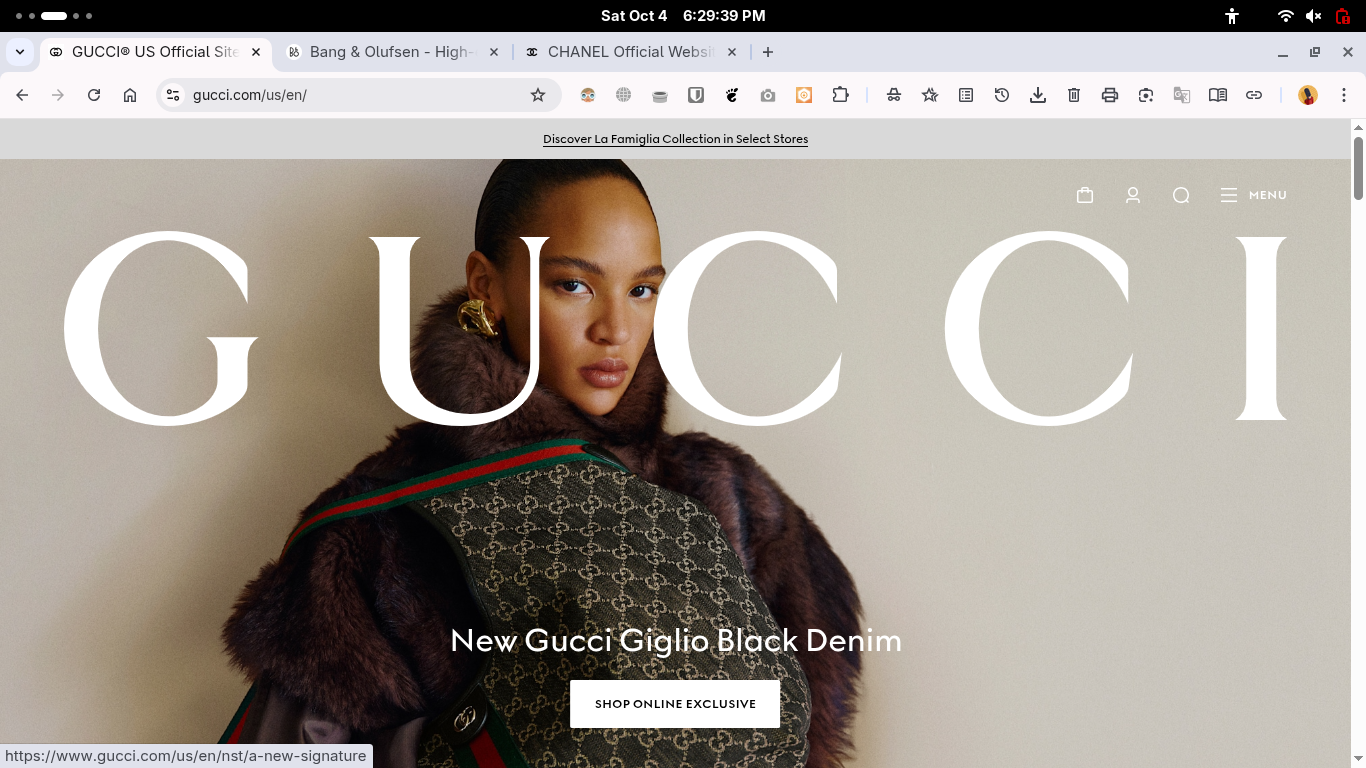 Sat Oct 4 6:29:39 PM
GUCCI® US Official Site
Bang & Olufsen - High-
CHANEL Official Websi
gucci.com/us/en/
Discover La Famiglia Collection in Select Stores
MENU
GUCCI
New Gucci Giglio Black Denim
SHOP ONLINE EXCLUSIVE
https://www.gucci.com/us/en/nst/a-new-signature